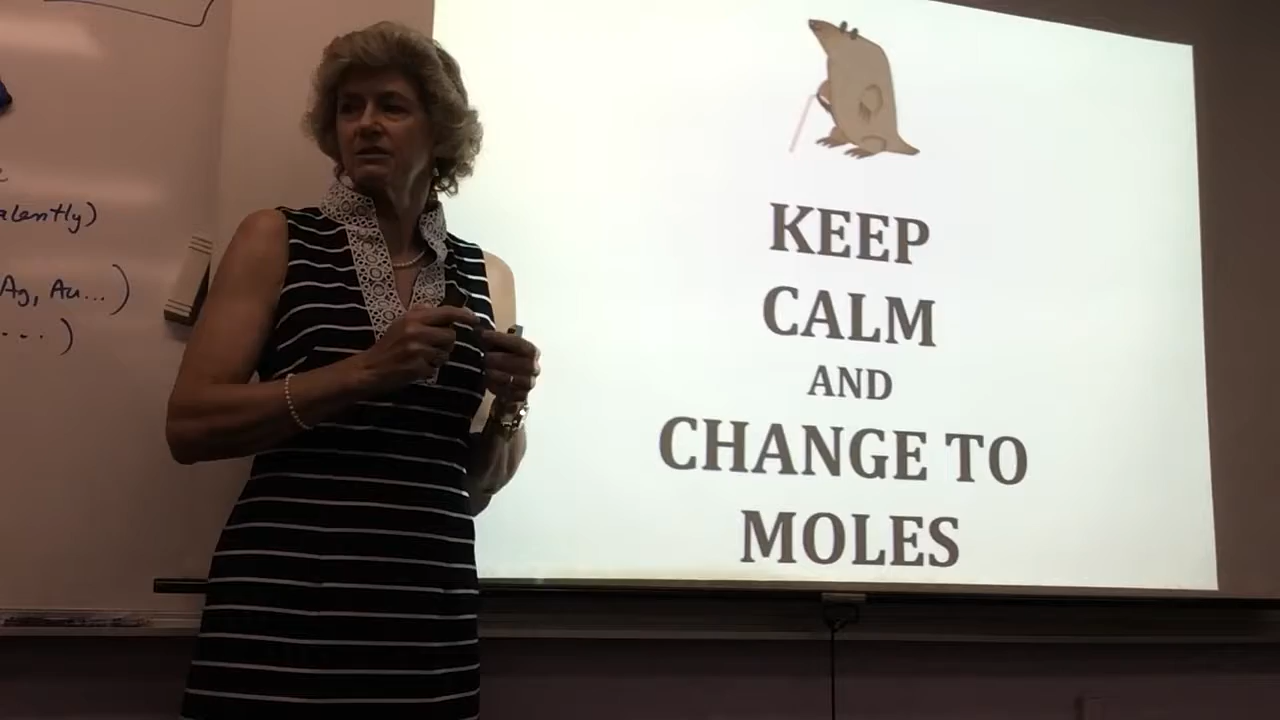 alently)
Ag, Au...)
...)
KEEP
CALM
AND
CHANGE TO
MOLES